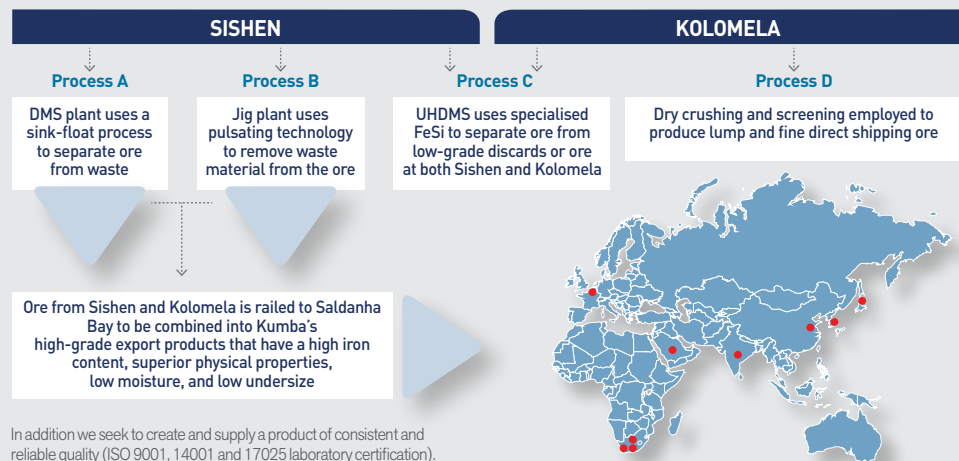 SISHEN
KOLOMELA
Process A
Process B
Process C
Process D
DMS plant uses a
sink-float process
to separate ore
from waste
Jig plant uses
pulsating technology
to remove waste
material from the ore
UHDMS uses specialised
FeSi to separate ore from
low-grade discards or ore
at both Sishen and Kolomela
Dry crushing and screening employed to
produce lump and fine direct shipping ore
Ore from Sishen and Kolomela is railed to Saldanha
Bay to be combined into Kumba’s
high-grade export products that have a high iron
content, superior physical properties,
low moisture, and low undersize
In addition we seek to create and supply a product of consistent and
reliable quality (ISO 9001, 14001 and 17025 laboratory certification).